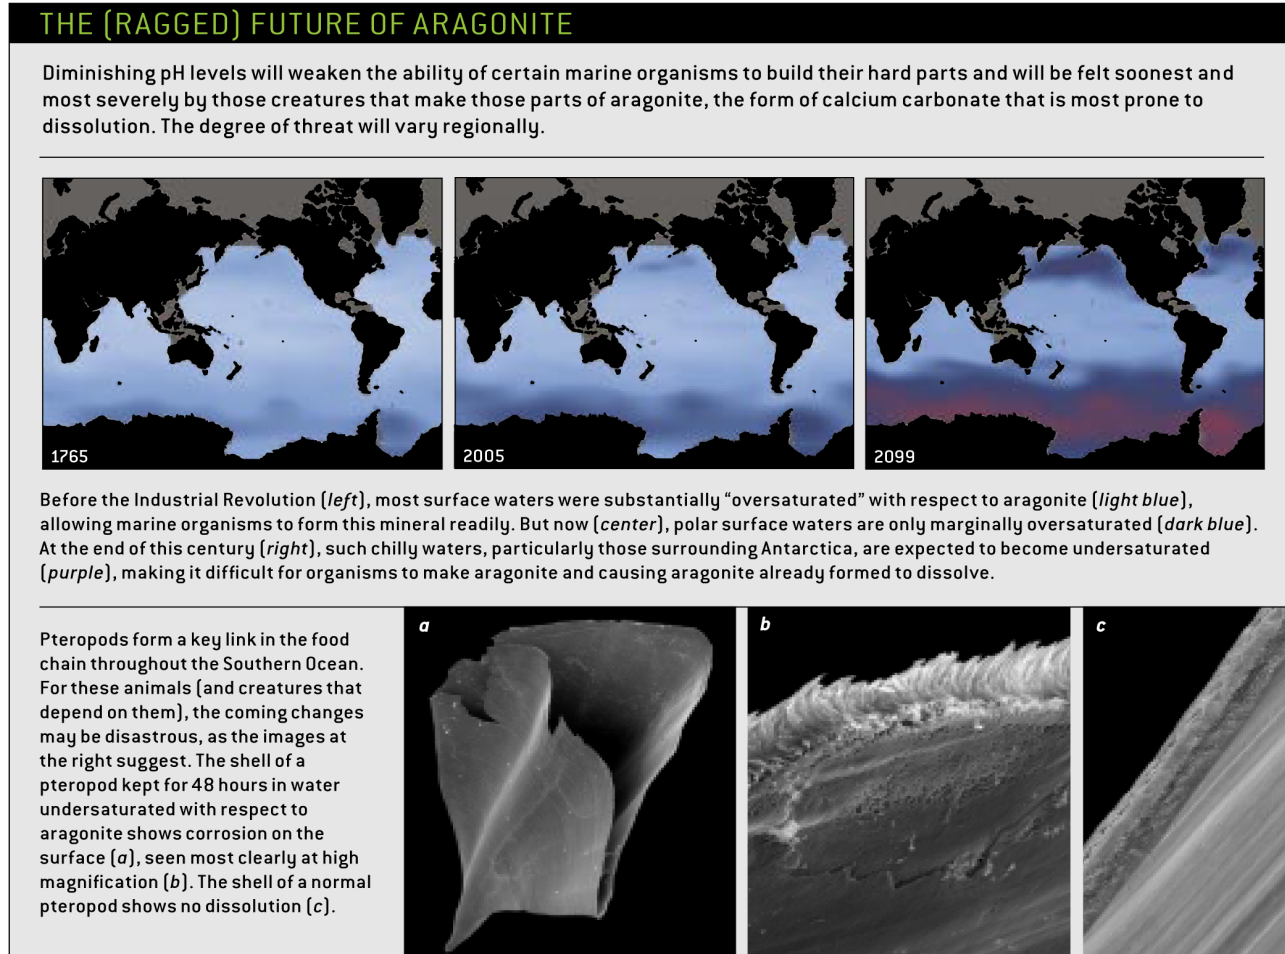 THE (RAGGED) FUTURE OF ARAGONITE
Diminishing pH levels will weaken the ability of certain marine organisms to build their hard parts and will be felt soonest and
most severely by those creatures that make those parts of aragonite, the form of calcium carbonate that is most prone to
dissolution. The degree of threat will vary regionally.
1765
2005
2099
Before the Industrial Revolution (left), most surface waters were substantially “oversaturated” with respect to aragonite (light blue),
allowing marine organisms to form this mineral readily. But now (center), polar surface waters are only marginally oversaturated (dark blue).
At the end of this century (right), such chilly waters, particularly those surrounding Antarctica, are expected to become undersaturated
(purple), making it difficult for organisms to make aragonite and causing aragonite already formed to dissolve.
Pteropods form a key link in the food
chain throughout the Southern Ocean.
For these animals (and creatures that
depend on them), the coming changes
may be disastrous, as the images at
the right suggest. The shell of a
pteropod kept for 48 hours in water
undersaturated with respect to
aragonite shows corrosion on the
surface (a), seen most clearly at high
magnification (b). The shell of a normal
pteropod shows no dissolution (c).
a
b
c